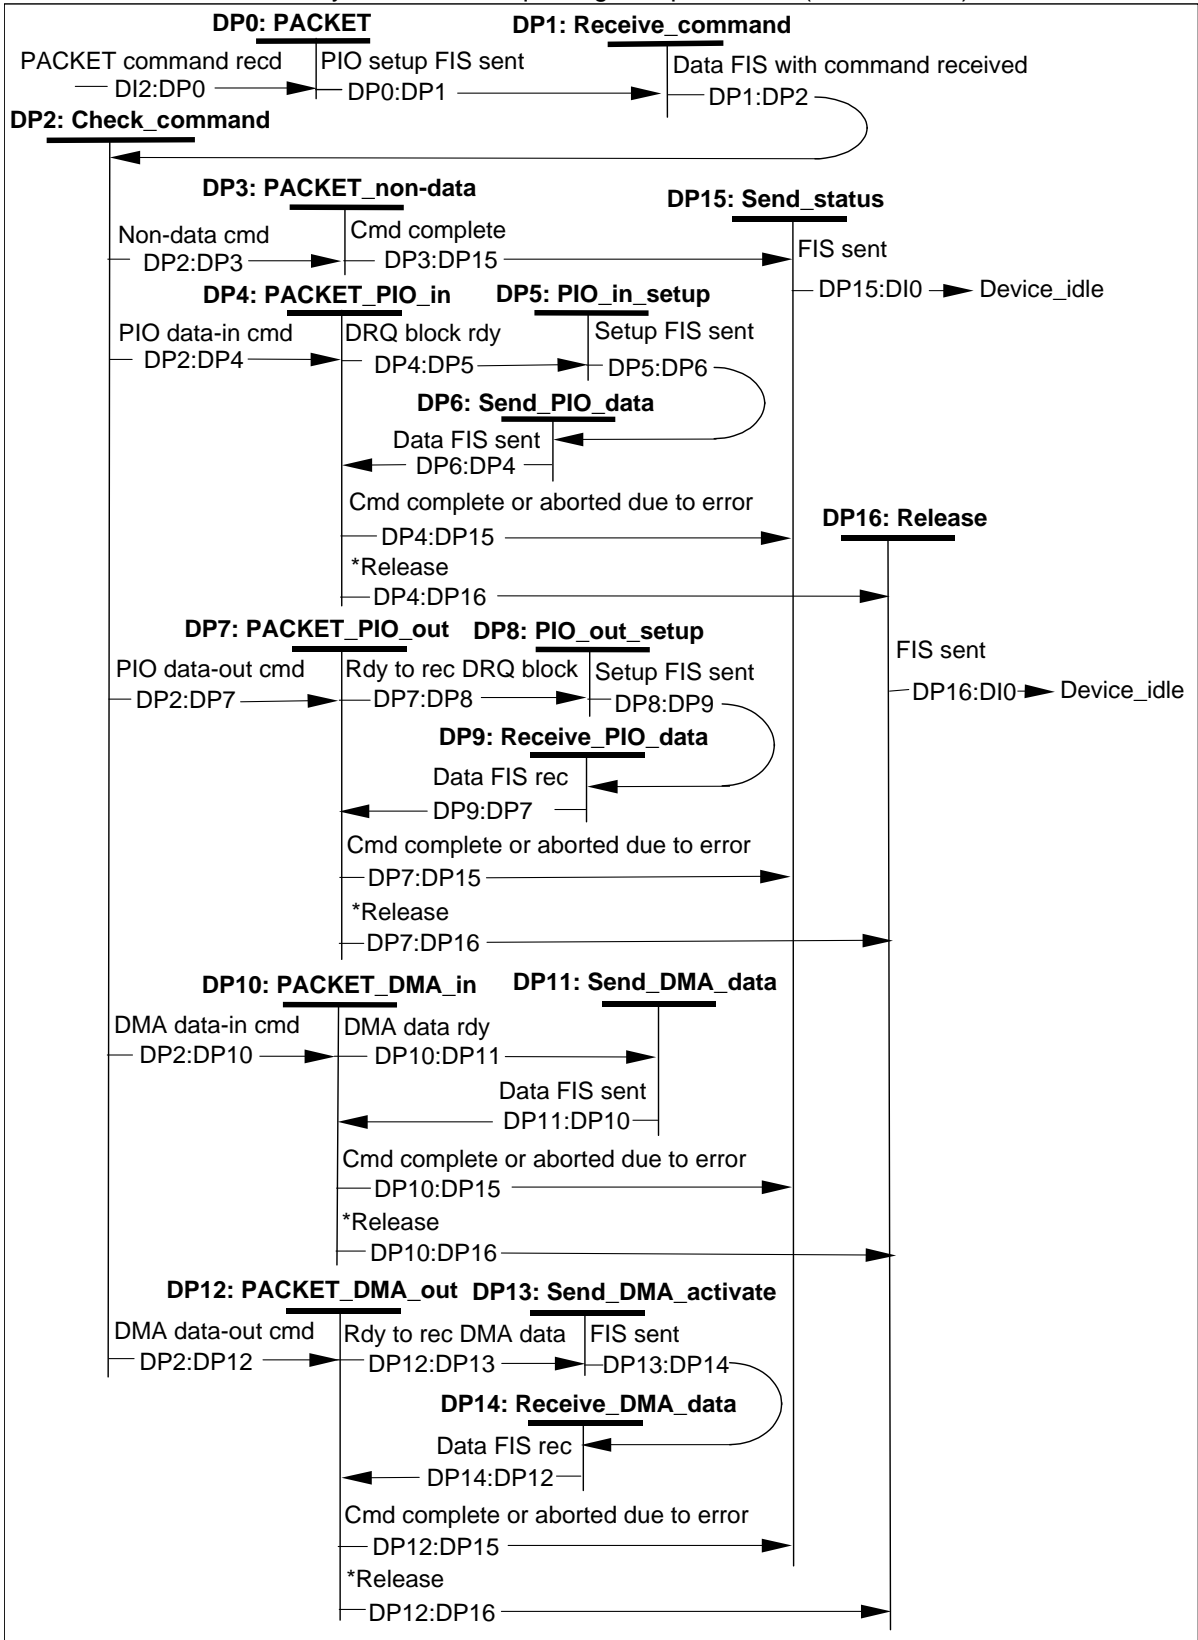 DP0: PACKET
DP1: Receive_command
PACKET command recd
PIO setup FIS sent
Data FIS with command received
DI2:DP0
DP0:DP1
DP1:DP2
DP2: Check_command
DP3: PACKET_non-data
DP15: Send_status
Non-data cmd
Cmd complete
FIS sent
DP2:DP3
DP3:DP15
DP15:DI0
Device_idle
DP4: PACKET_PIO_in
DP5: PIO_in_setup
PIO data-in cmd
DRQ block rdy
Setup FIS sent
DP2:DP4
DP4:DP5
DP5:DP6
DP6: Send_PIO_data
Data FIS sent
DP6:DP4
Cmd complete or aborted due to error
DP4:DP15
DP16: Release
*Release
DP4:DP16
DP7: PACKET_PIO_out
DP8: PIO_out_setup
FIS sent
PIO data-out cmd
Rdy to rec DRQ block
Setup FIS sent
DP2:DP7
DP7:DP8
DP8:DP9
DP16:DI0
Device_idle
DP9: Receive_PIO_data
Data FIS rec
DP9:DP7
Cmd complete or aborted due to error
DP7:DP15
*Release
DP7:DP16
DP10: PACKET_DMA_in
DP11: Send_DMA_data
DMA data-in cmd
DMA data rdy
DP2:DP10
DP10:DP11
Data FIS sent
DP11:DP10
Cmd complete or aborted due to error
DP10:DP15
*Release
DP10:DP16
DP12: PACKET_DMA_out
DP13: Send_DMA_activate
DMA data-out cmd
Rdy to rec DMA data
FIS sent
DP2:DP12
DP12:DP13
DP13:DP14
DP14: Receive_DMA_data
Data FIS rec
DP14:DP12
Cmd complete or aborted due to error
DP12:DP15
*Release
DP12:DP16